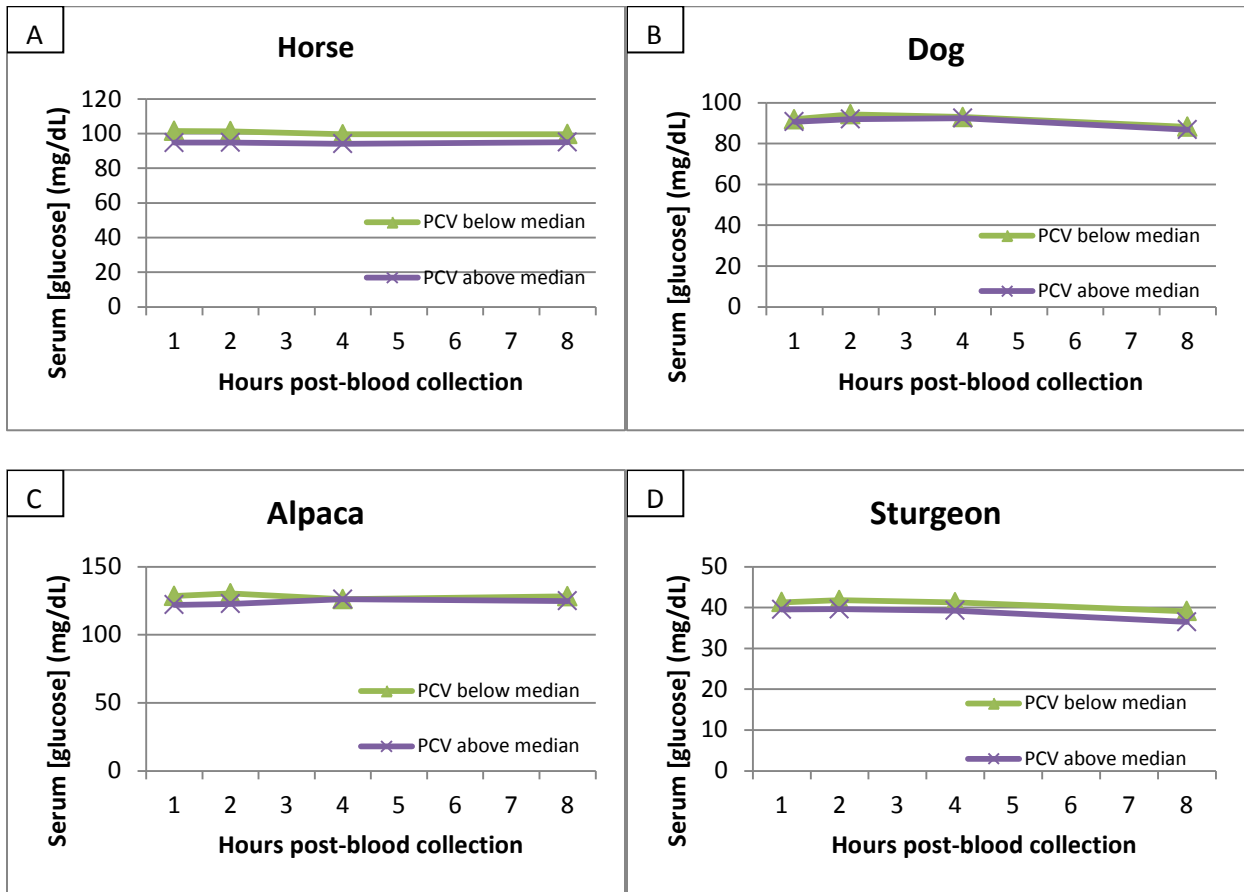 A
Horse
Serum [glucose] (mg/dL)
120
100
80
60
40
20
0
PCV below median
PCV above median
1 2 3 4 5 6 7 8
Hours post-blood collection
B
Dog
Serum [glucose] (mg/dL)
100
80
60
40
20
0
PCV below median
PCV above median
1 2 3 4 5 6 7 8
Hours post-blood collection
C
Alpaca
Serum [glucose] (mg/dL)
150
100
50
0
PCV below median
PCV above median
1 2 3 4 5 6 7 8
Hours post-blood collection
D
Sturgeon
Serum [glucose] (mg/dL)
50
40
30
20
10
0
PCV below median
PCV above median
1 2 3 4 5 6 7 8
Hours post-blood collection